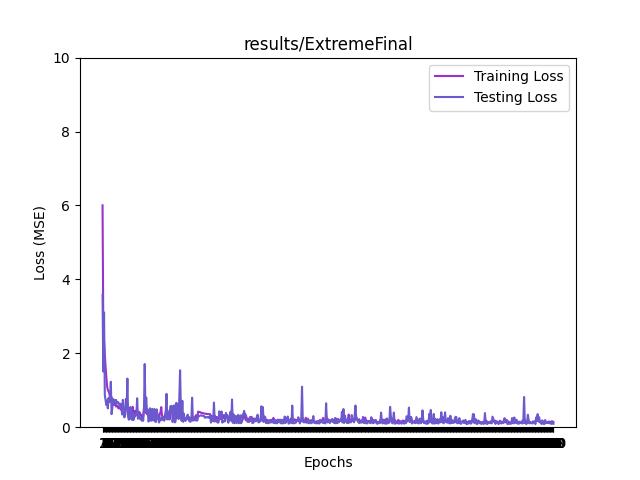 results/ExtremeFinal
Training Loss
Testing Loss
10
8
6
4
2
0
Loss (MSE)
Epochs